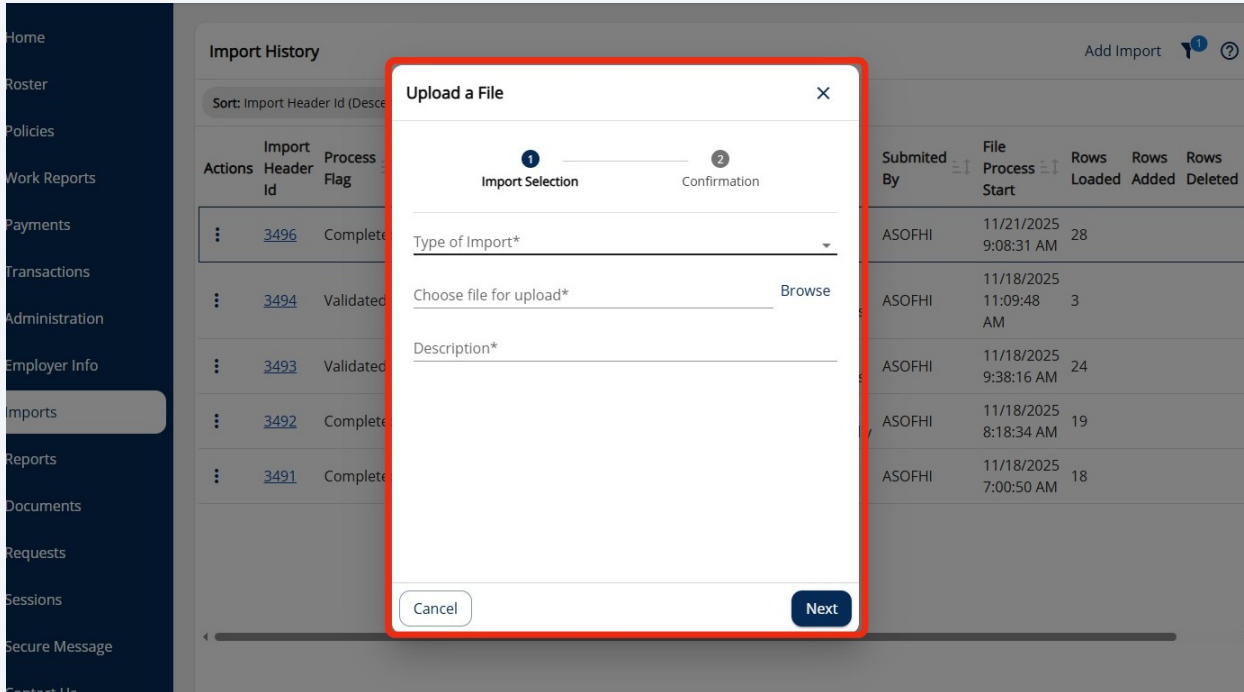 Home
Roster
Policies
Work Reports
Payments
Transactions
Administration
Employer Info
Imports
Reports
Documents
Requests
Sessions
Secure Message
Import History
Add Import
1
Sort: Import Header Id
Actions
Import
Header
Id
Process
Flag
Submited
By
File
Process
Start
Rows
Loaded
Rows
Added
Rows
Deleted
3496 ASOFHI 11/21/2025
9:08:31 AM 28
3494 Validated ASOFHI 11/18/2025
11:09:48
AM 3
3493 Validated ASOFHI 11/18/2025
9:38:16 AM 24
3492 ASOFHI 11/18/2025
8:18:34 AM 19
3491 ASOFHI 11/18/2025
7:00:50 AM 18
Upload a File
1 2
Import Selection Confirmation
Type of Import*
Choose file for upload* Browse
Description*
Cancel Next